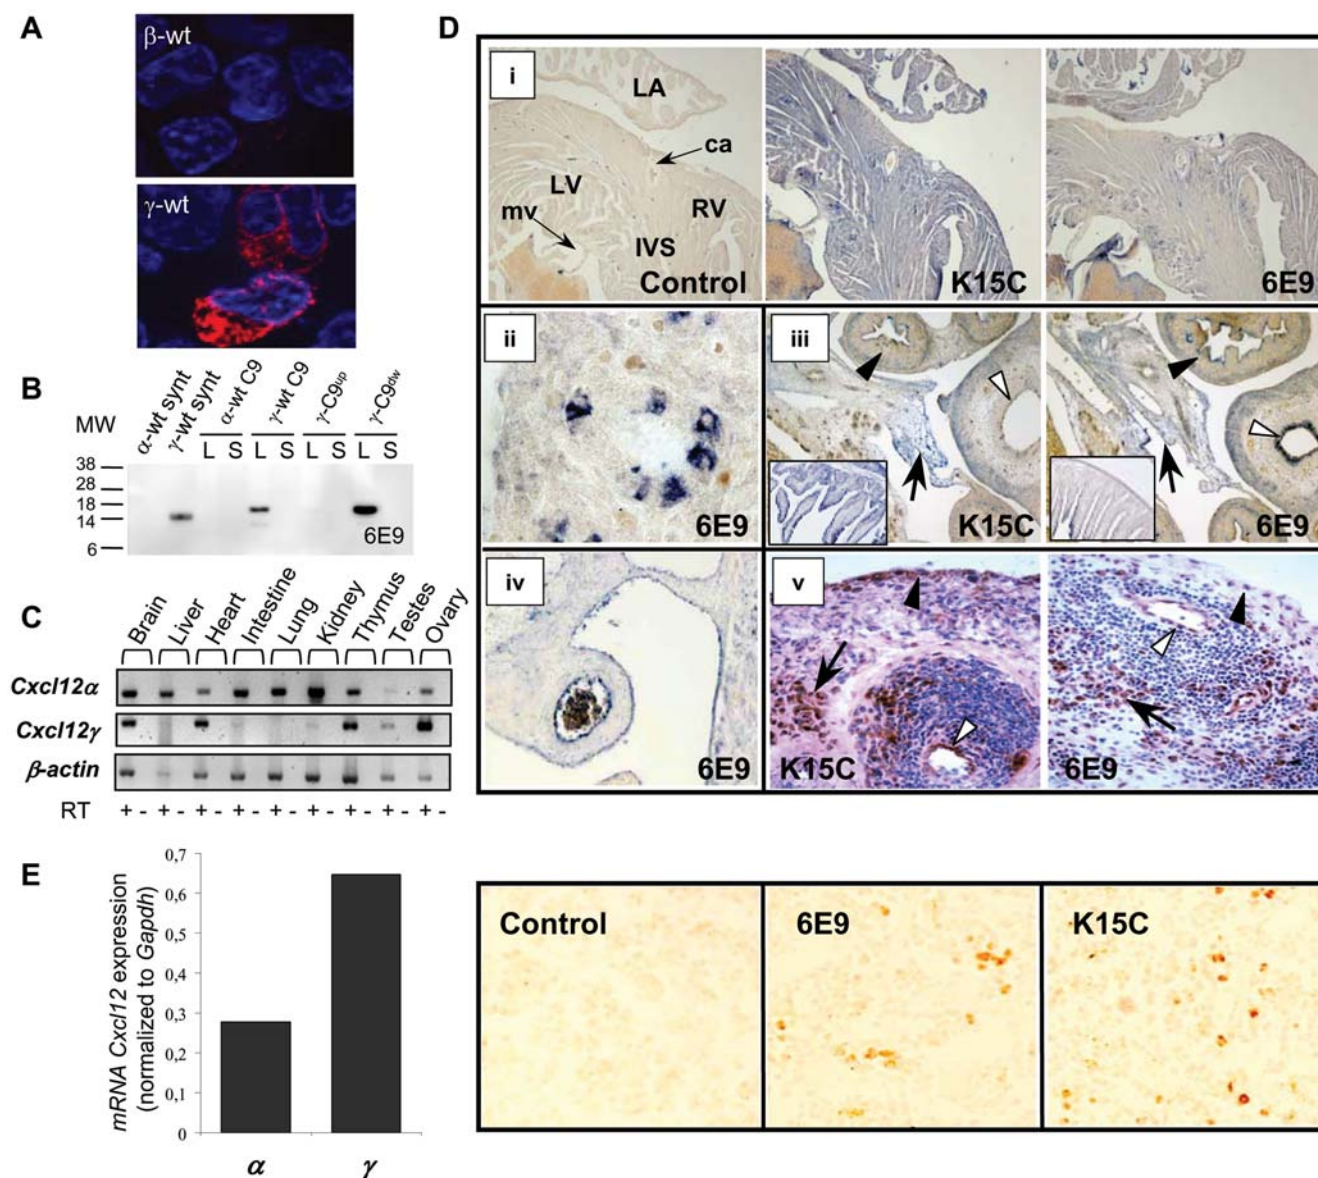 A
β-wt
γ-wt
B
α-wt synt
γ-wt synt
α-wt C9
γ-wt C9
γ-C9up
γ-C9dw
MW
L S L S L S L S
38
28
18
14
6
6E9
C
Brain
Liver
Heart
Intestine
Lung
Kidney
Thymus
Testes
Ovary
Cxcl12α
Cxcl12γ
β-actin
RT + - + - + - + - + - + - + - + - + -
D
i
LA
ca
LV
RV
mv
IVS
Control
K15C
6E9
ii
6E9
iii
K15C
6E9
iv
6E9
v
K15C
6E9
E
mRNA Cxcl12 expression
(normalized to Gapdh)
0,7
0,6
0,5
0,4
0,3
0,2
0,1
0
α
γ
Control
6E9
K15C